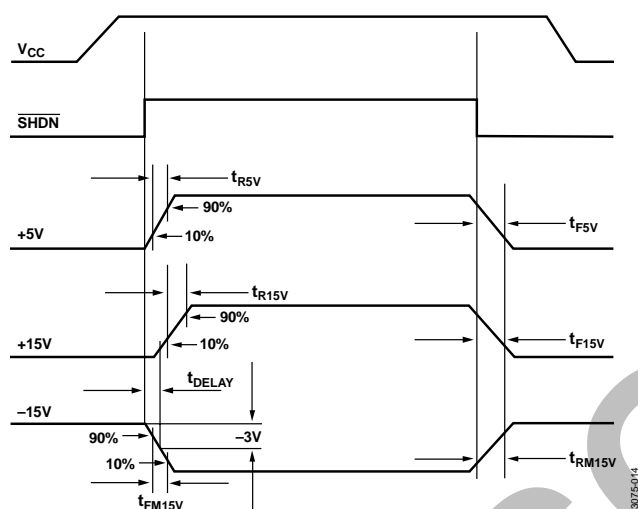 VCC
SHDN
tR5V
90%
10%
+5V
tF5V
tR15V
90%
10%
+15V
tF15V
tDELAY
–15V
90%
–3V
10%
tRM15V
tFM15V
3075-014